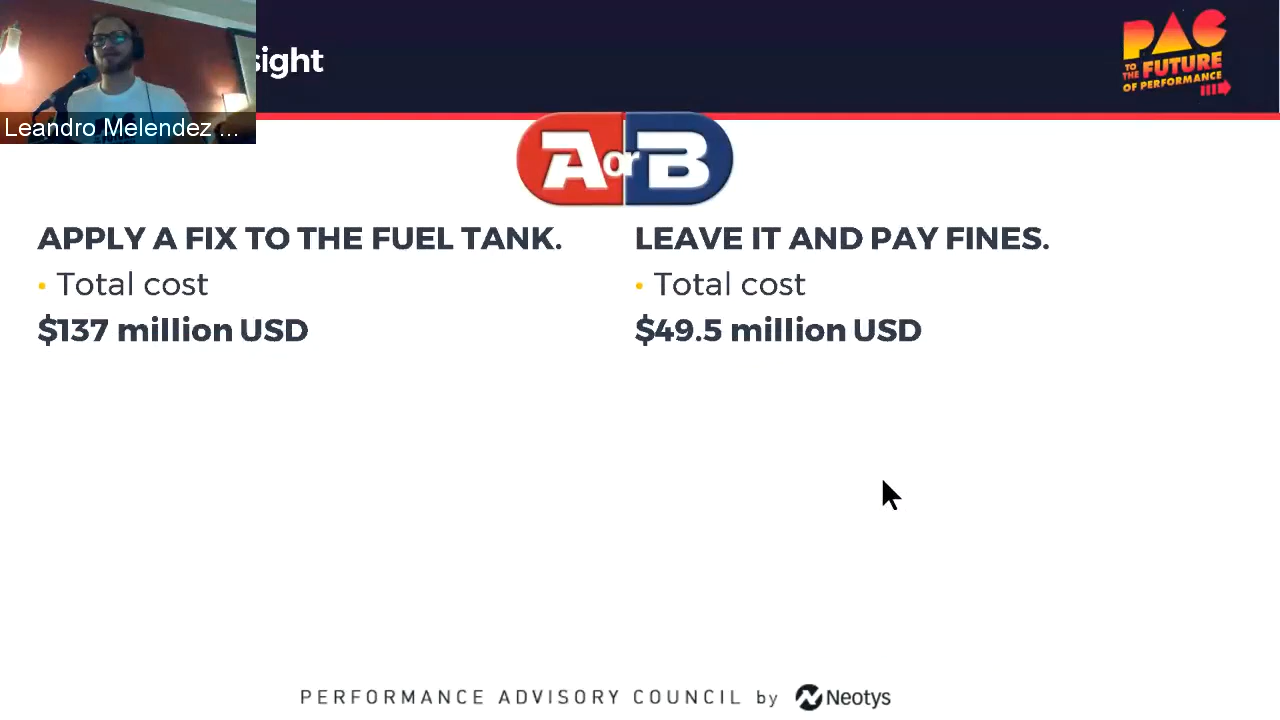 sight
PAC
TO THE FUTURE
OF PERFORMANCE
Leandro Melendez ...
A or B
APPLY A FIX TO THE FUEL TANK.
• Total cost
$137 million USD
LEAVE IT AND PAY FINES.
• Total cost
$49.5 million USD
PERFORMANCE ADVISORY COUNCIL by Neotys